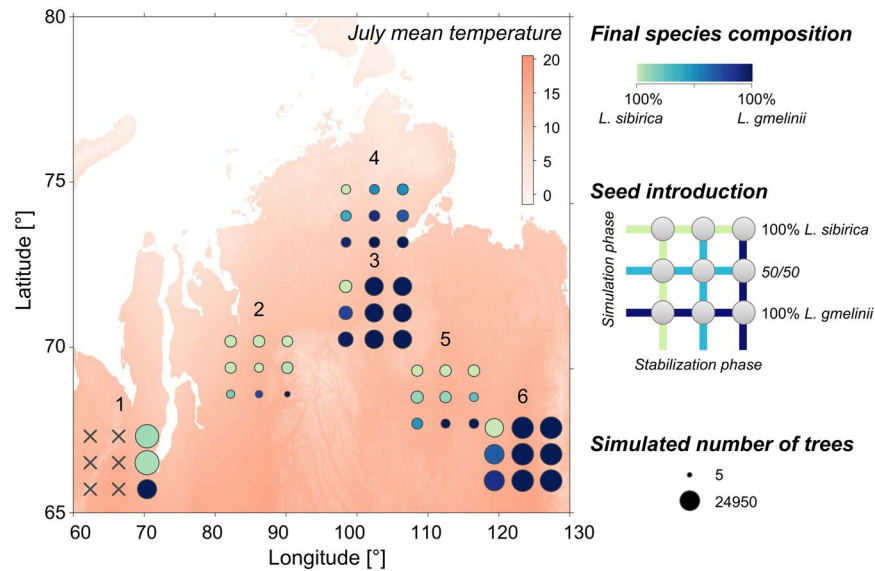 80
75
70
65
Latitude [°]
60
70
80
90
100
110
120
130
Longitude [°]
July mean temperature
20
15
10
5
0
4
3
2
5
1
6
Final species composition
100%
L. sibirica
100%
L. gmelinii
Seed introduction
Simulation phase
100% L. sibirica
50/50
100% L. gmelinii
Stabilization phase
Simulated number of trees
5
24950